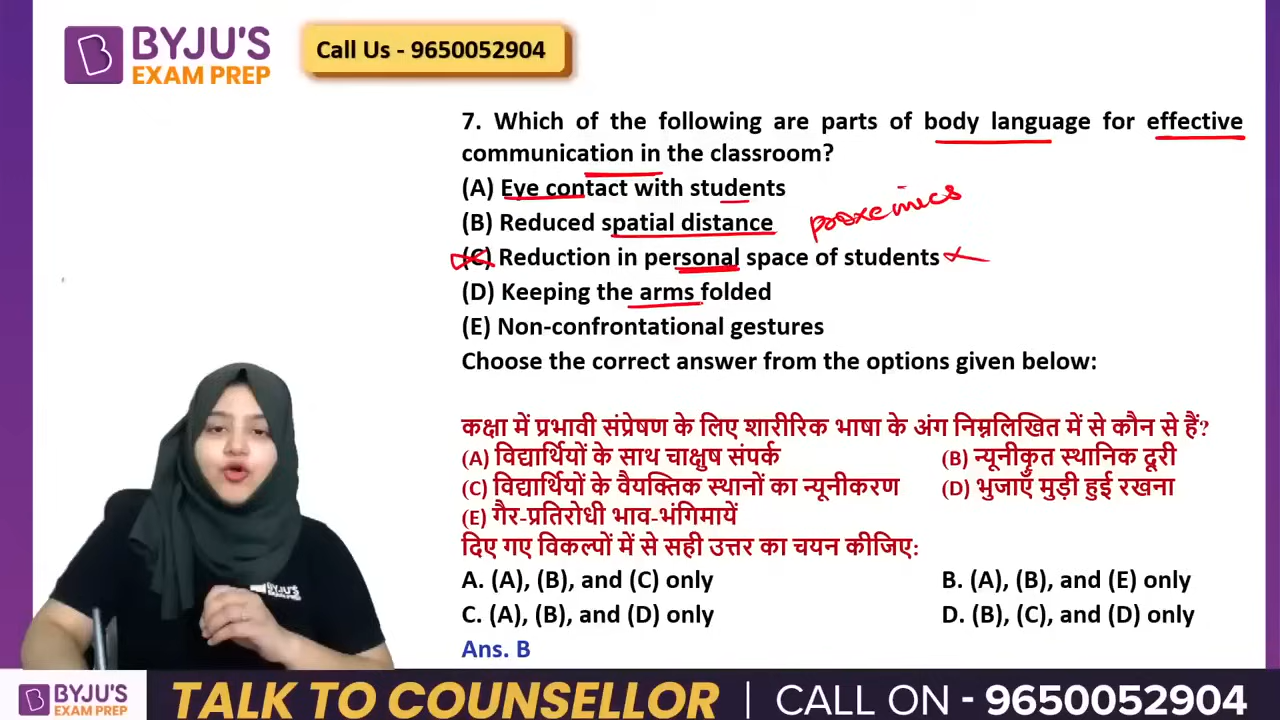 BYJU'S
EXAM PREP
Call Us - 9650052904
7. Which of the following are parts of body language for effective
communication in the classroom?
(A) Eye contact with students
(B) Reduced spatial distance
proxemics
(C) Reduction in personal space of students
(D) Keeping the arms folded
(E) Non-confrontational gestures
Choose the correct answer from the options given below:
कक्षा में प्रभावी संप्रेषण के लिए शारीरिक भाषा के अंग निम्नलिखित में से कौन से हैं?
(A) विद्यार्थियों के साथ चाक्षुष संपर्क (B) न्यूनीकृत स्थानिक दूरी
(C) विद्यार्थियों के वैयक्तिक स्थानों का न्यूनीकरण (D) भुजाएँ मुड़ी हुई रखना
(E) गैर-प्रतिरोधी भाव-भंगिमायें
दिए गए विकल्पों में से सही उत्तर का चयन कीजिए:
A. (A), (B), and (C) only B. (A), (B), and (E) only
C. (A), (B), and (D) only D. (B), (C), and (D) only
Ans. B
BYJU'S
EXAM PREP
TALK TO COUNSELLOR | CALL ON - 9650052904